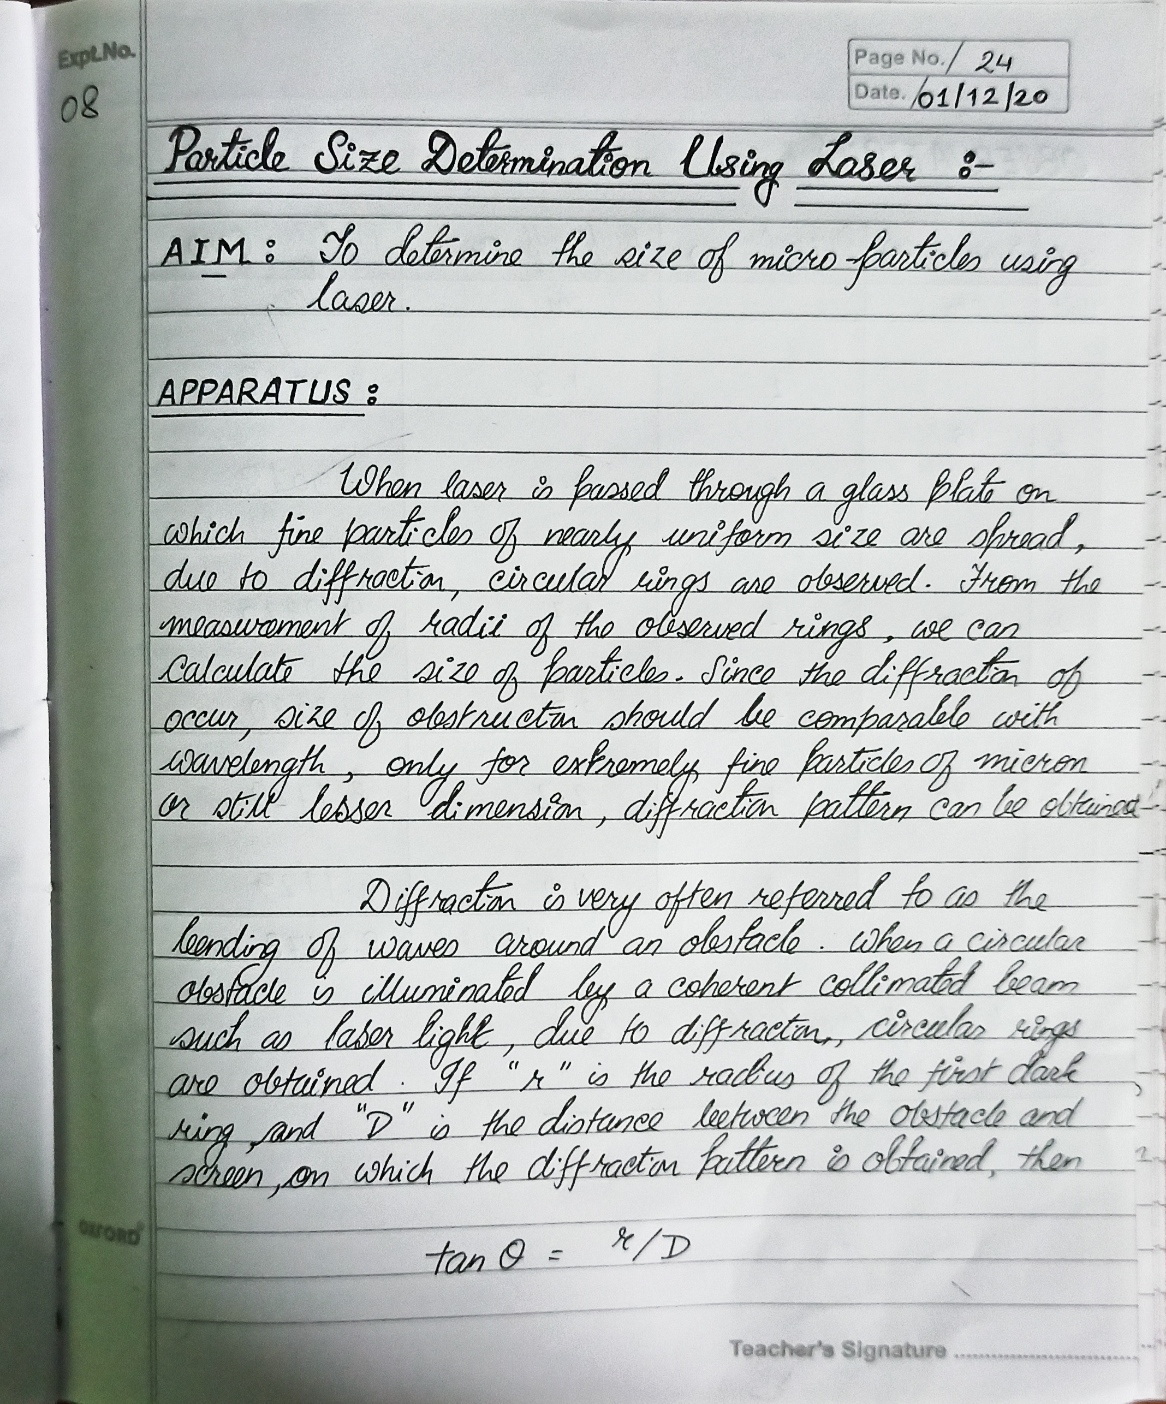 Expt.No.
08
Page No. 24
Date. 01/12/20
Particle Size Determination Using Laser :-
AIM : To determine the size of micro-particles using
laser.
APPARATUS :
When laser is passed through a glass plate on
which fine particles of nearly uniform size are spread,
due to diffraction, circular rings are observed. From the
measurement of radii of the observed rings, we can
calculate the size of particles. Since the diffraction of
occur, size of obstruction should be comparable with
wavelength, only for extremely fine particles of micron
or still lesser dimension, diffraction pattern can be obtained
Diffraction is very often referred to as the
bending of waves around an obstacle. When a circular
obstacle is illuminated by a coherent collimated beam
such as laser light, due to diffraction, circular rings
are obtained. If "r" is the radius of the first dark
ring, and "D" is the distance between the obstacle and
screen, on which the diffraction pattern is obtained, then
tan θ = r/D
OXFORD
Teacher's Signature